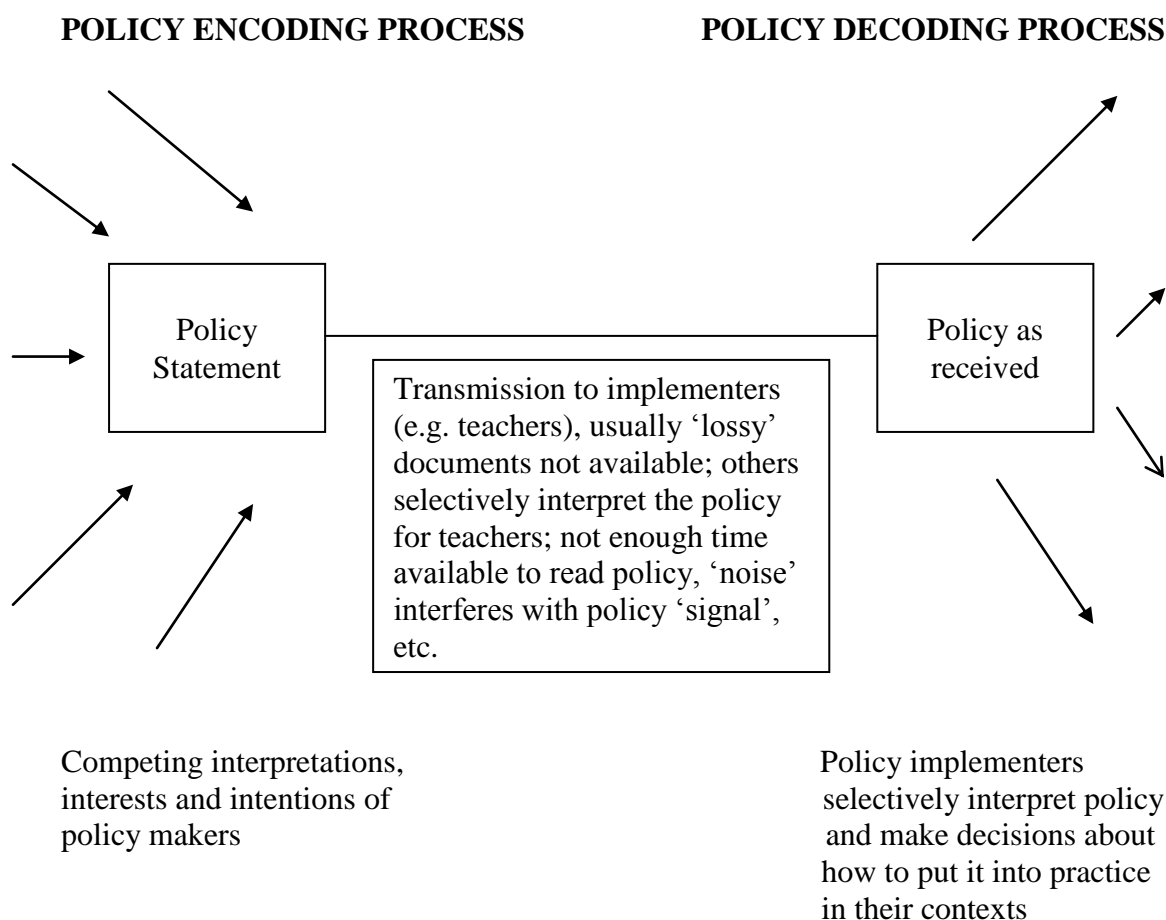 POLICY ENCODING PROCESS
POLICY DECODING PROCESS
Policy
Statement
Transmission to implementers
(e.g. teachers), usually ‘lossy’
documents not available; others
selectively interpret the policy
for teachers; not enough time
available to read policy, ‘noise’
interferes with policy ‘signal’,
etc.
Policy as
received
Competing interpretations,
interests and intentions of
policy makers
Policy implementers
selectively interpret policy
and make decisions about
how to put it into practice
in their contexts